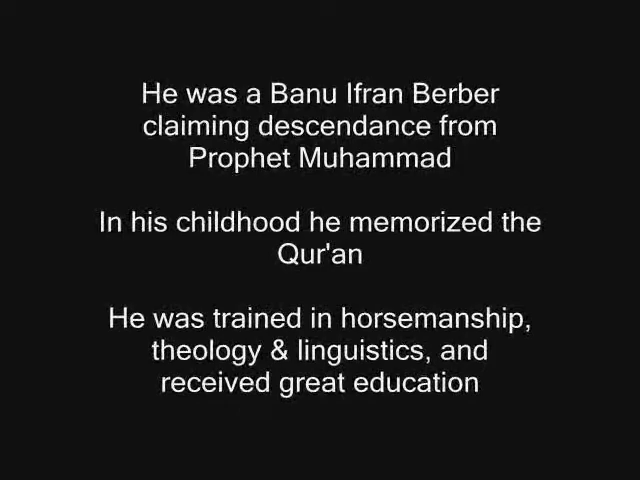 He was a Banu Ifran Berber
claiming descendance from
Prophet Muhammad
In his childhood he memorized the
Qur'an
He was trained in horsemanship,
theology & linguistics, and
received great education